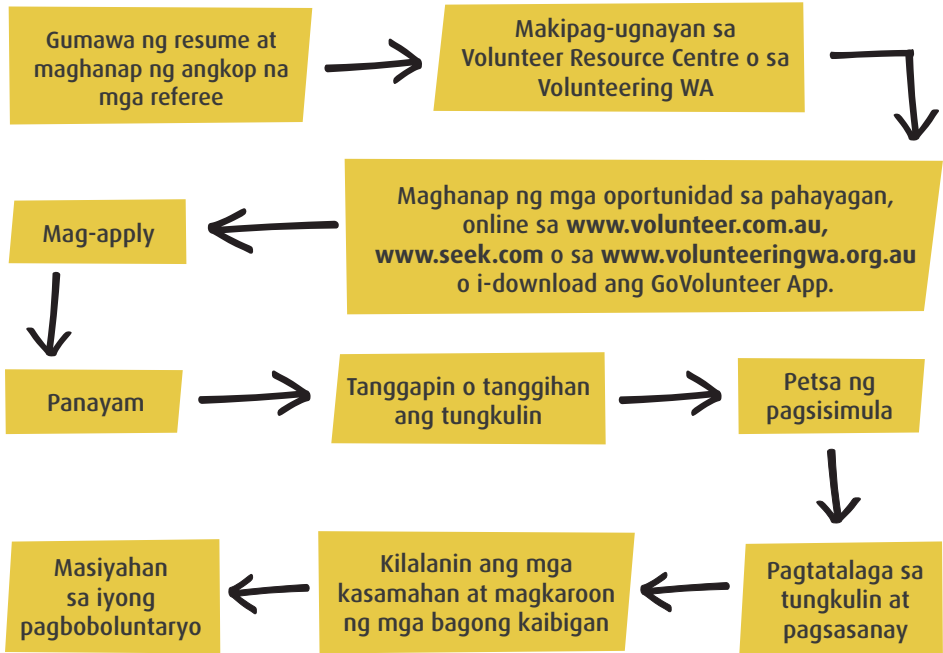 Gumawa ng resume at
maghanap ng angkop na
mga referee
Makipag-ugnayan sa
Volunteer Resource Centre o sa
Volunteering WA
Maghanap ng mga oportunidad sa pahayagan,
online sa www.volunteer.com.au,
www.seek.com o sa www.volunteeringwa.org.au
o i-download ang GoVolunteer App.
Mag-apply
Panayam
Tanggapin o tanggihan
ang tungkulin
Petsa ng
pagsisimula
Pagtatalaga sa
tungkulin at
pagsasanay
Kilalanin ang mga
kasamahan at magkaroon
ng mga bagong kaibigan
Masiyahan
sa iyong
pagboboluntaryo